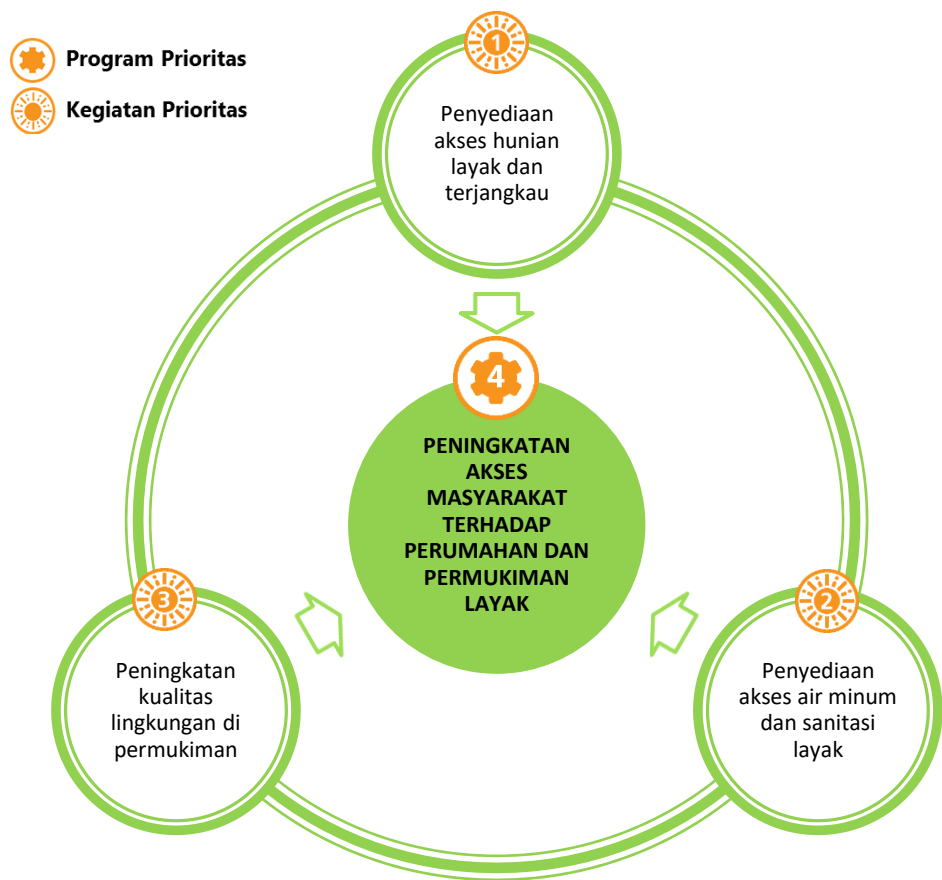 Program Prioritas
Kegiatan Prioritas
1
Penyediaan
akses hunian
layak dan
terjangkau
4
PENINGKATAN
AKSES
MASYARAKAT
TERHADAP
PERUMAHAN DAN
PERMUKIMAN
LAYAK
3
Peningkatan
kualitas
lingkungan di
permukiman
2
Penyediaan
akses air minum
dan sanitasi
layak